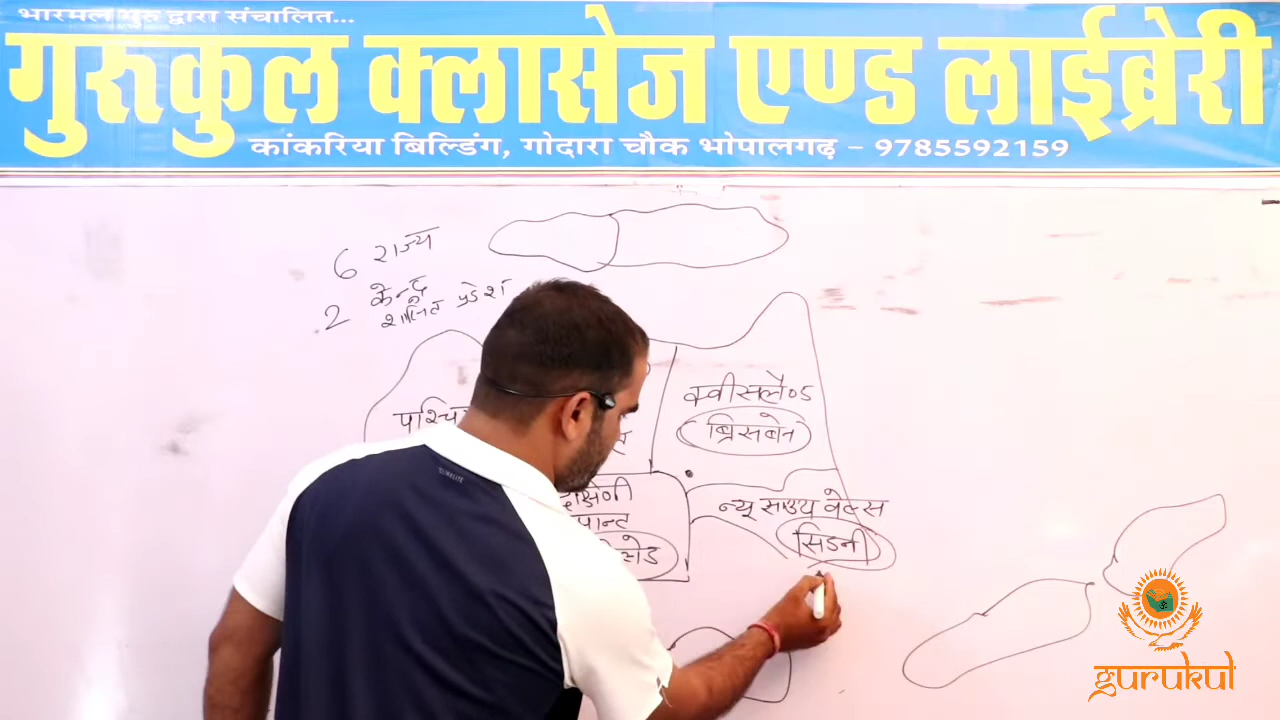 भारमल गुरु द्वारा संचालित...
गुरुकुल क्लासेज एण्ड लाईब्रेरी
कांकरिया बिल्डिंग, गोदारा चौक भोपालगढ़ – 9785592159
6 राज्य
2 केन्द्र
शासित प्रदेश
क्वीसलैण्ड
ब्रिसबेन
न्यू साउथ वेल्स
सिडनी
gurukul